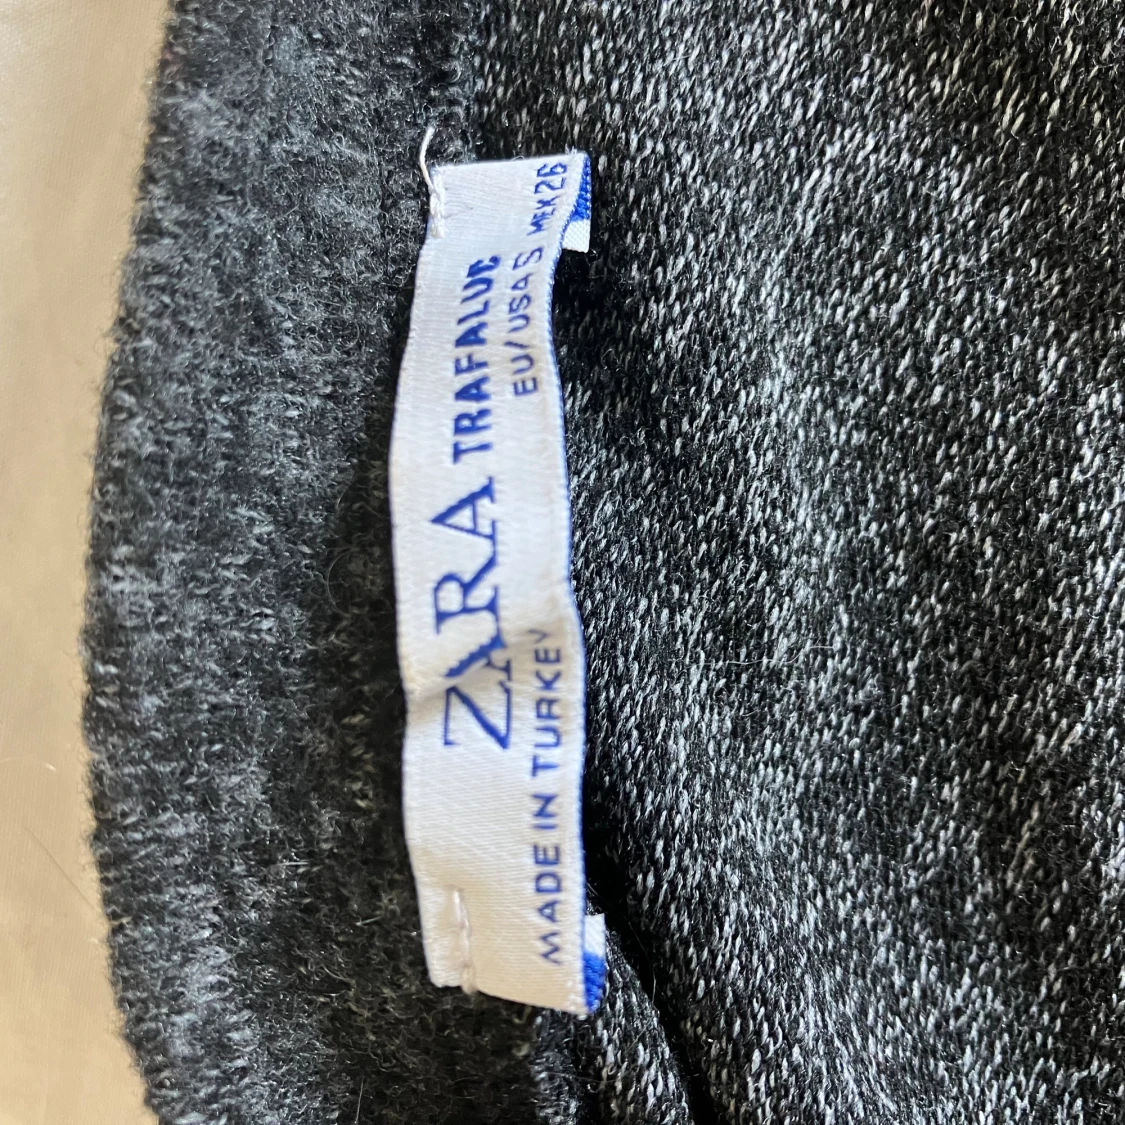 ZARA TRAFALUC
EU/USA S MEX 26
MADE IN TURKEY